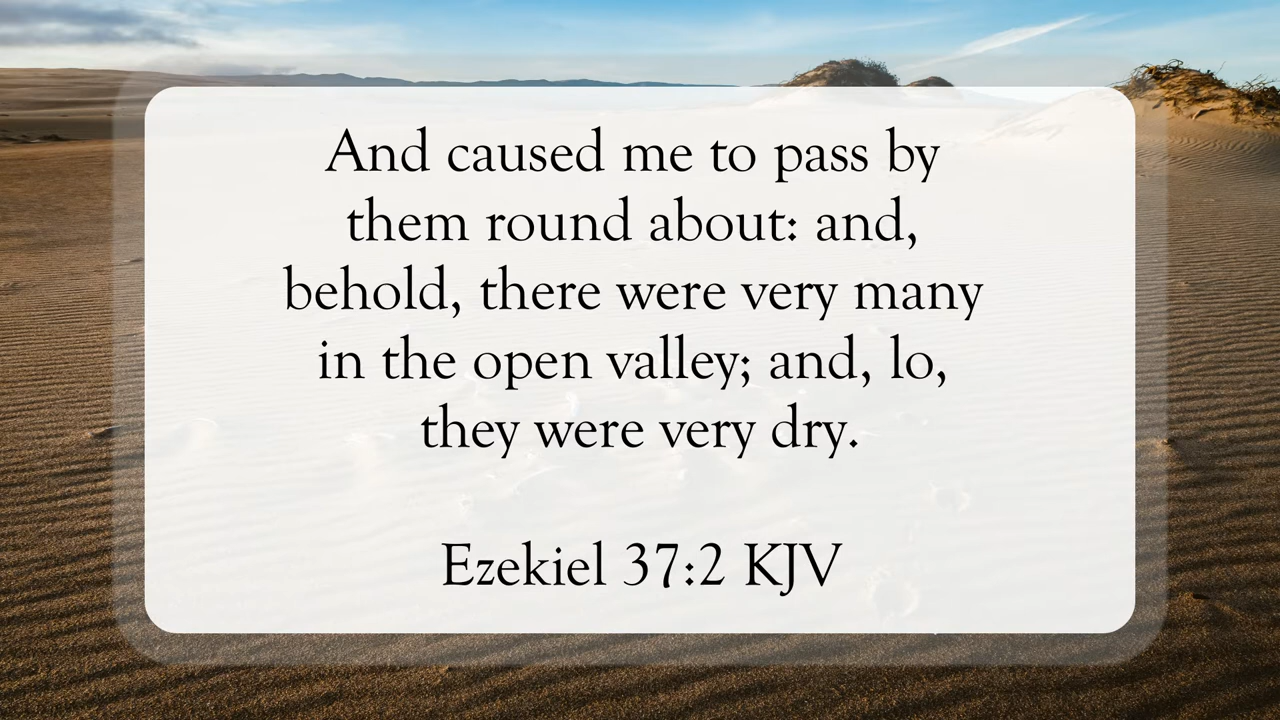 And caused me to pass by
them round about: and,
behold, there were very many
in the open valley; and, lo,
they were very dry.
Ezekiel 37:2 KJV